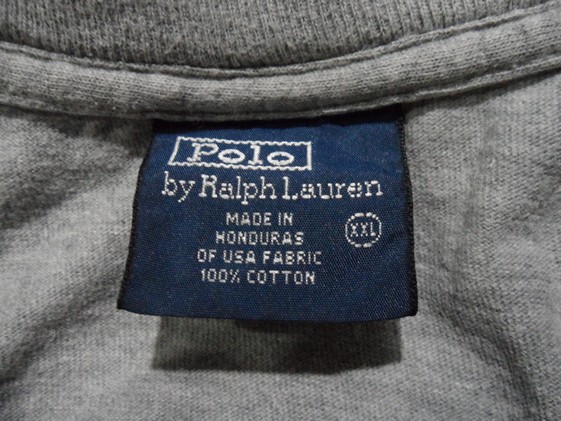 Polo
by Ralph Lauren
MADE IN
HONDURAS
OF USA FABRIC
100% COTTON
XXL